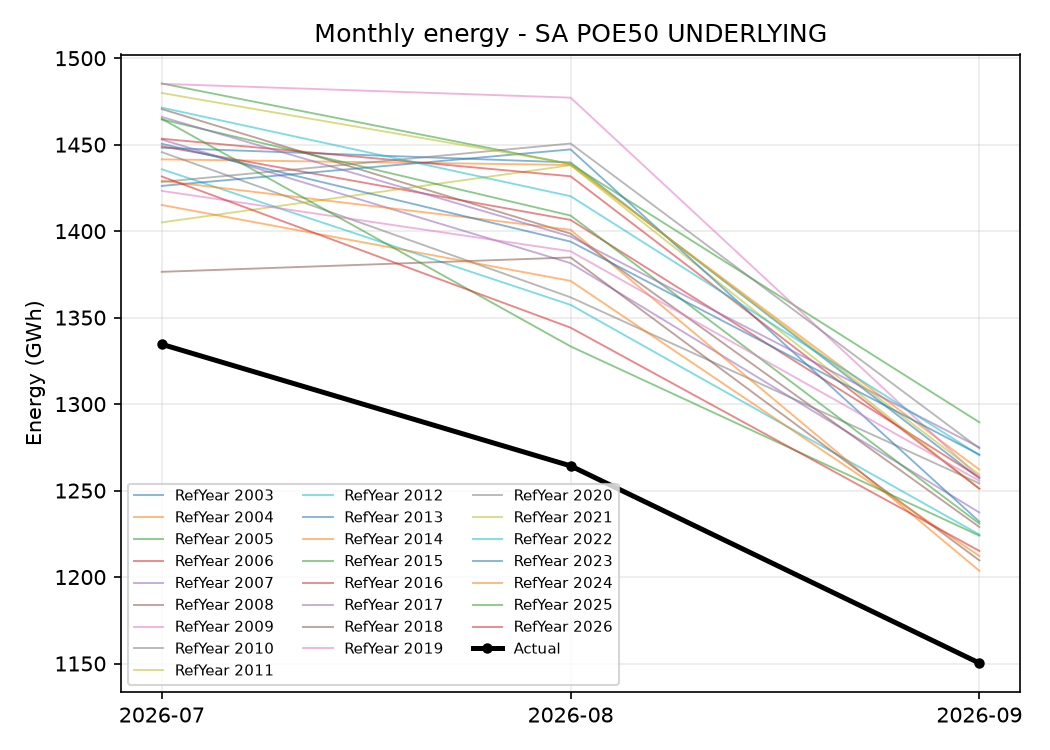 Monthly energy - SA POE50 UNDERLYING
Energy (GWh)
1500
1450
1400
1350
1300
1250
1200
1150
RefYear 2003 RefYear 2012 RefYear 2020
RefYear 2004 RefYear 2013 RefYear 2021
RefYear 2005 RefYear 2014 RefYear 2022
RefYear 2006 RefYear 2015 RefYear 2023
RefYear 2007 RefYear 2016 RefYear 2024
RefYear 2008 RefYear 2017 RefYear 2025
RefYear 2009 RefYear 2018 RefYear 2026
RefYear 2010 RefYear 2019 Actual
RefYear 2011
2026-07 2026-08 2026-09